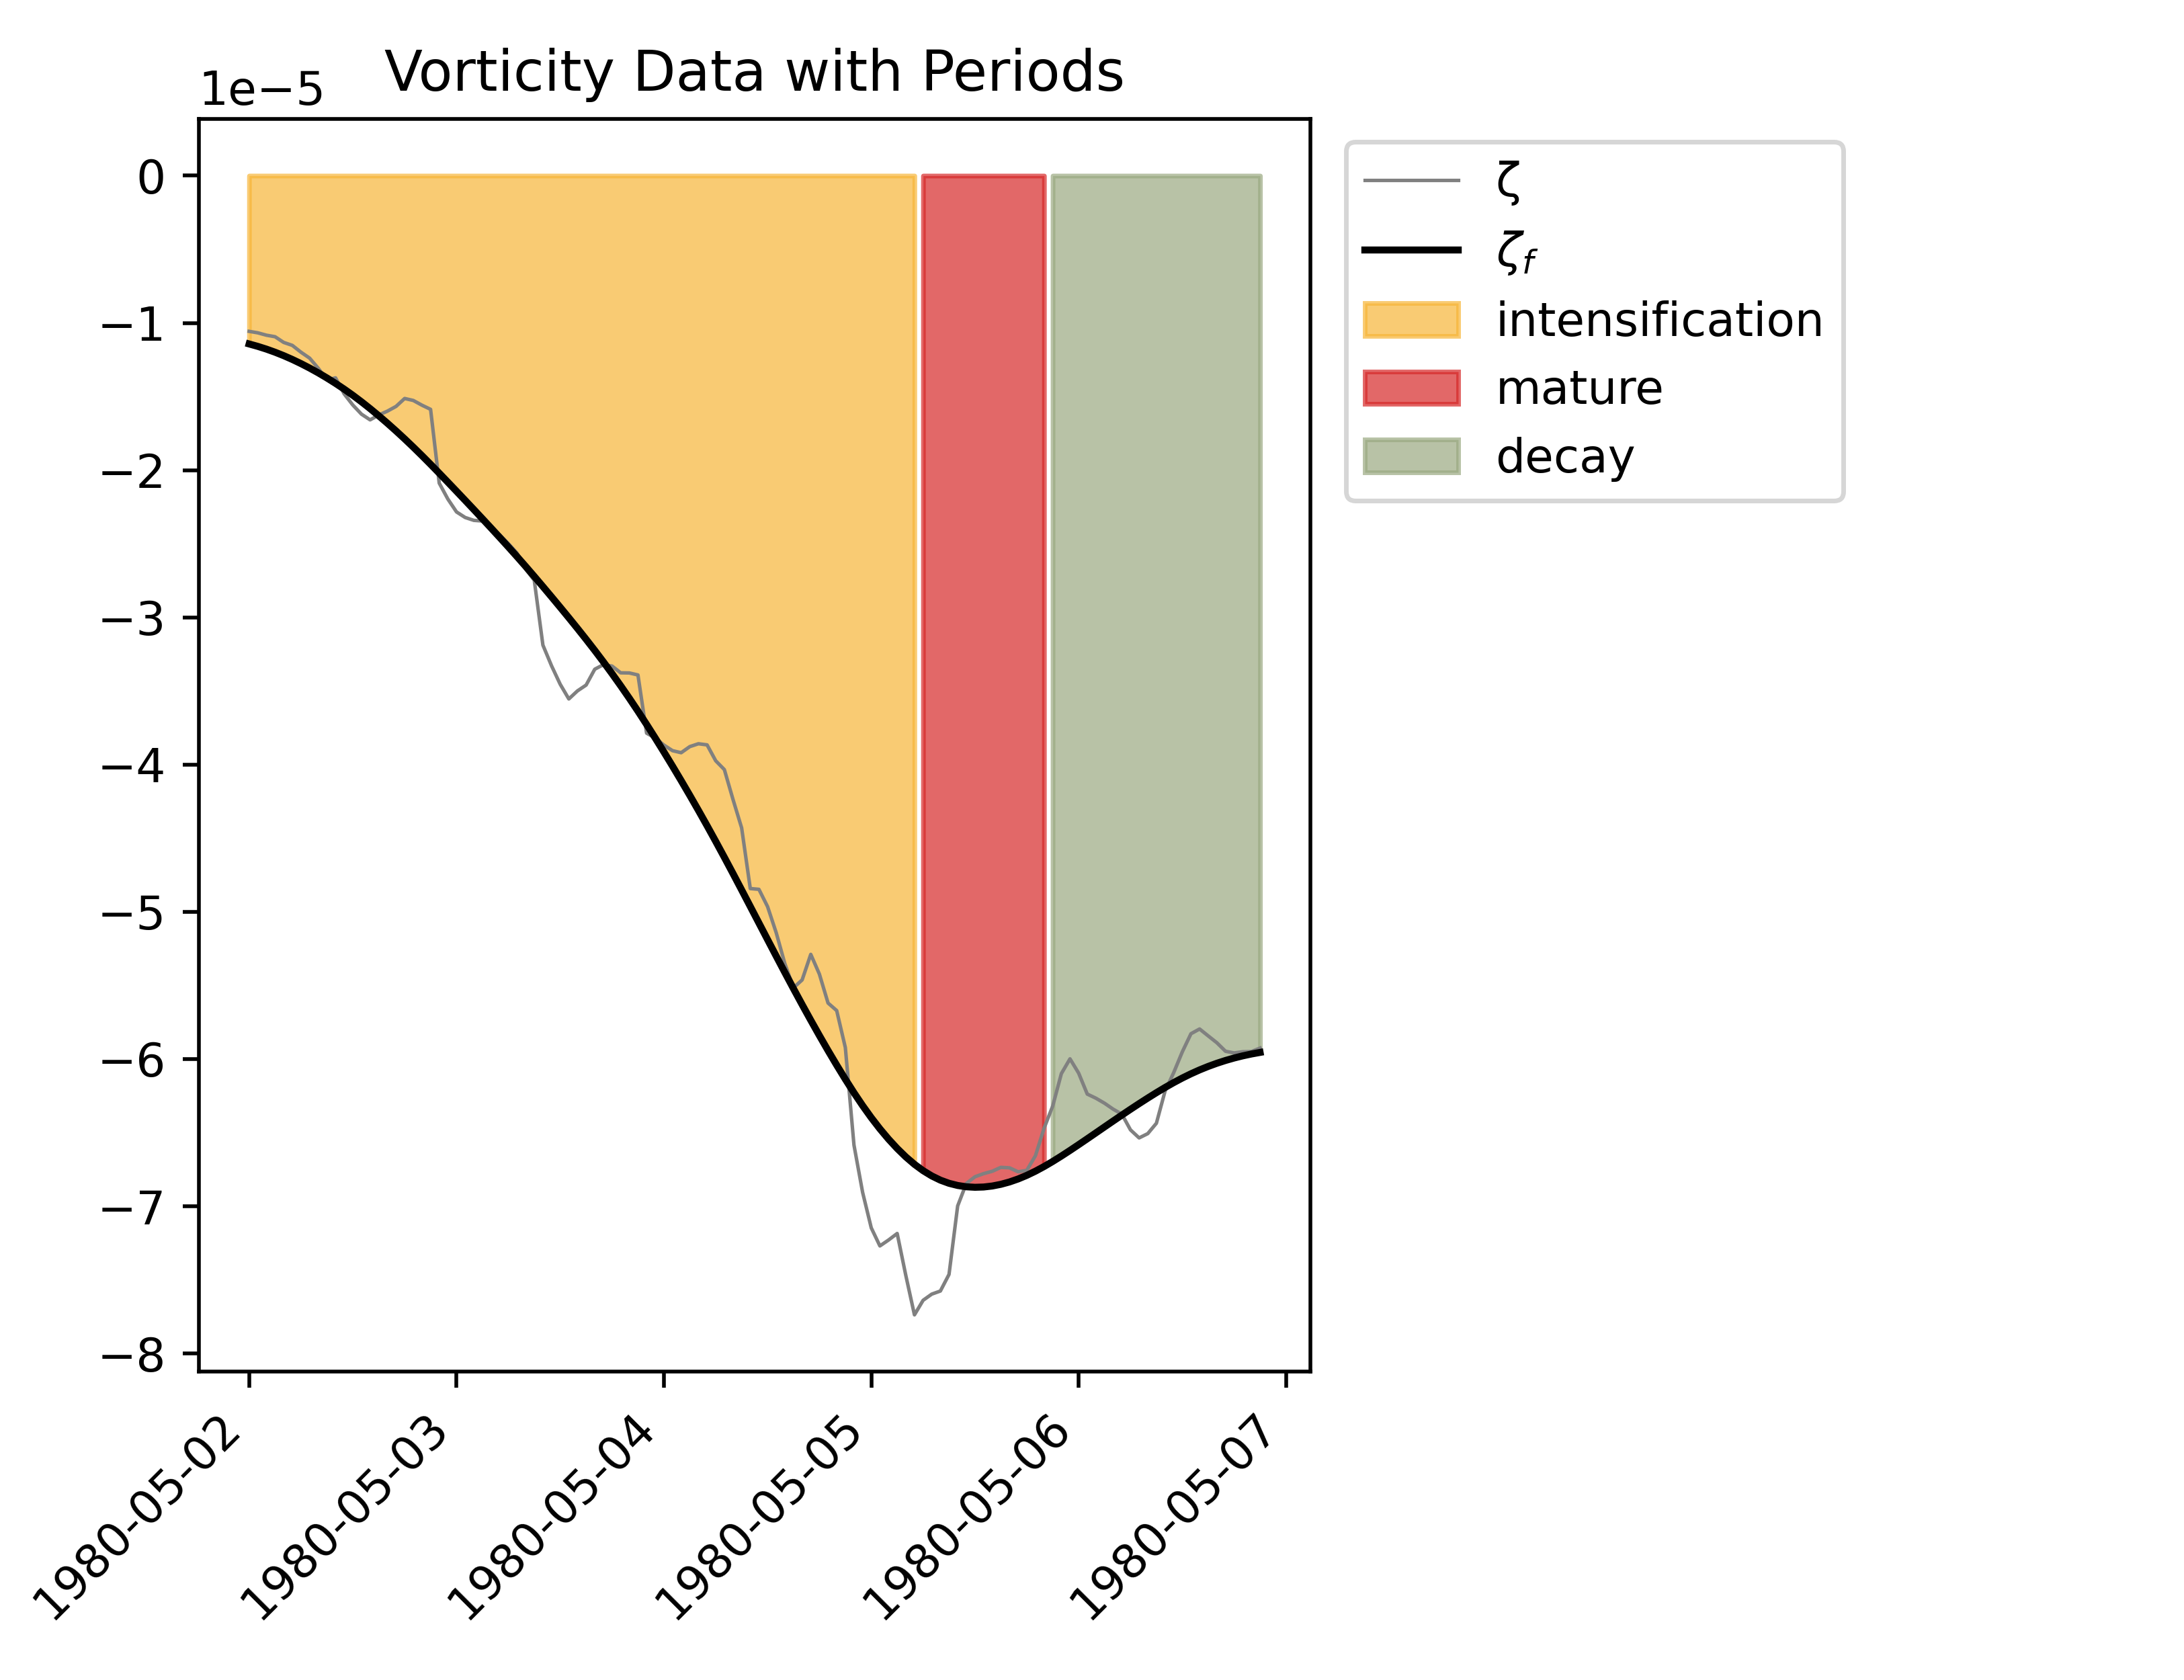 Vorticity Data with Periods
1e−5
0
−1
−2
−3
−4
−5
−6
−7
−8
1980-05-02
1980-05-03
1980-05-04
1980-05-05
1980-05-06
1980-05-07
ζ
ζf
intensification
mature
decay